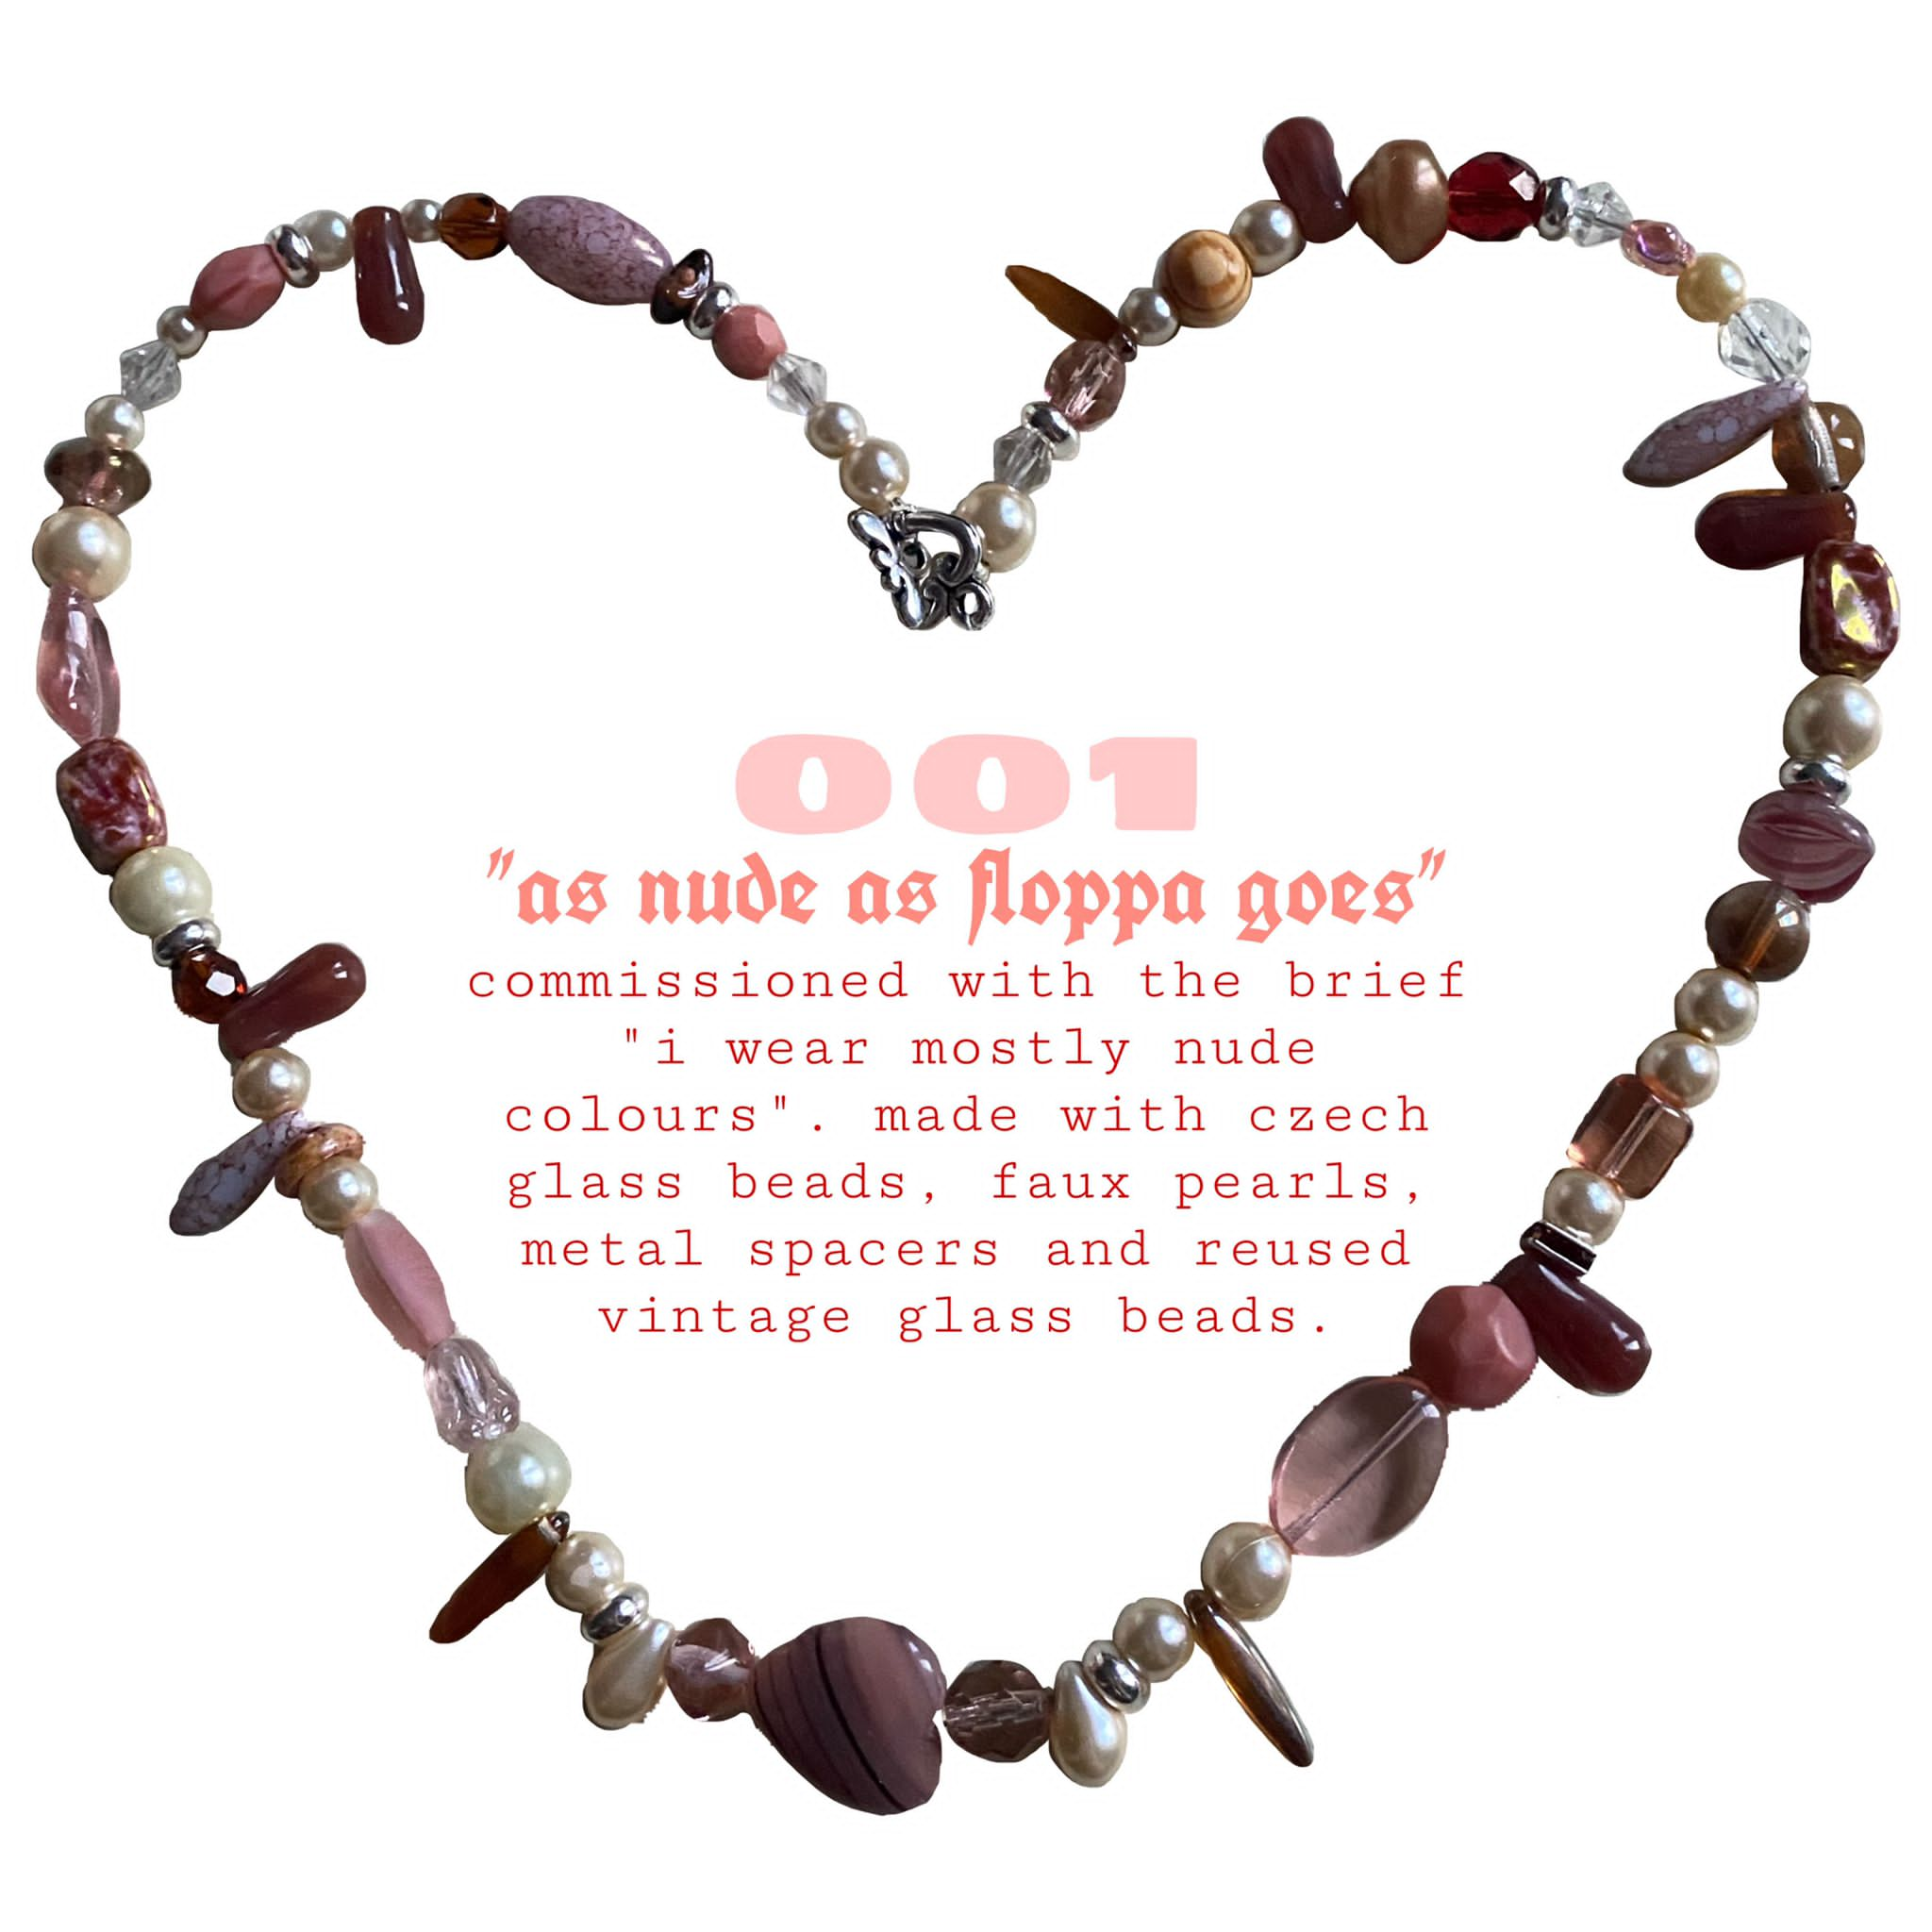 001
"as nude as floppa goes"
commissioned with the brief
"i wear mostly nude
colours". made with czech
glass beads, faux pearls,
metal spacers and reused
vintage glass beads.